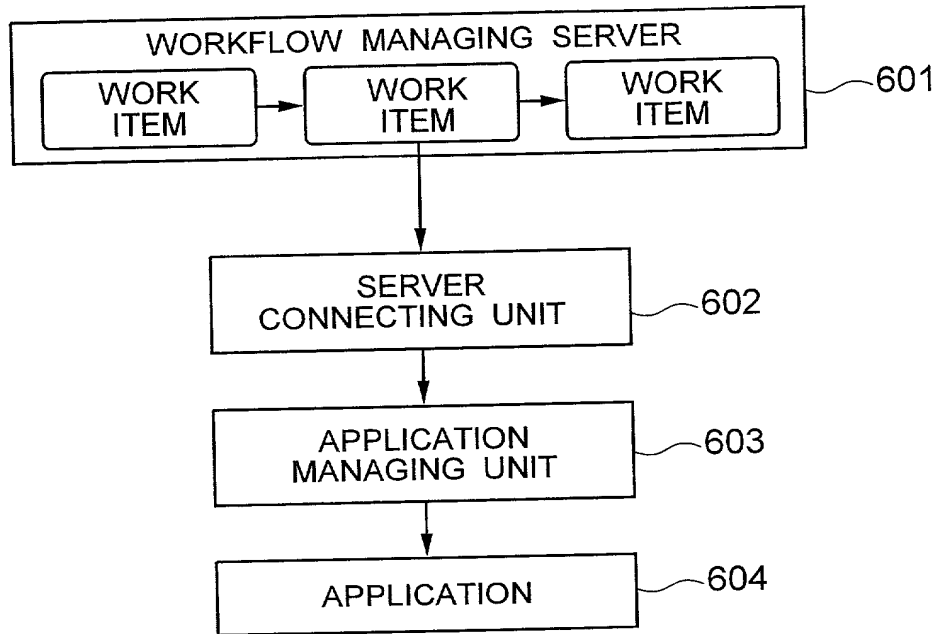 WORKFLOW MANAGING SERVER
WORK
ITEM
WORK
ITEM
WORK
ITEM
601
SERVER
CONNECTING UNIT
602
APPLICATION
MANAGING UNIT
603
APPLICATION
604